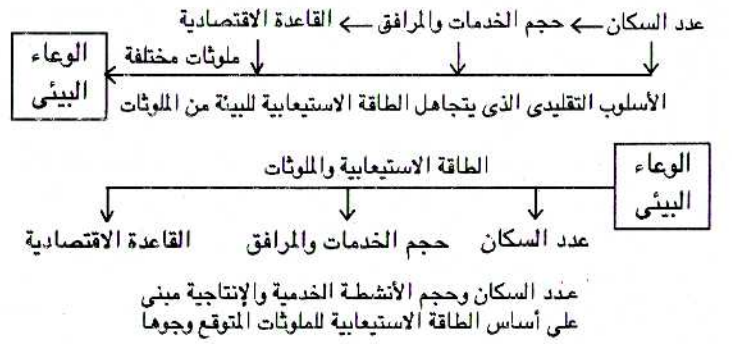 عدد السكان ← حجم الخدمات والمرافق ← القاعدة الاقتصادية
ملوثات مختلفة
الوعاء
البيئى
الأسلوب التقليدى الذى يتجاهل الطاقة الاستيعابية للبيئة من الملوثات
الوعاء
البيئى
الطاقة الاستيعابية والملوثات
عدد السكان حجم الخدمات والمرافق القاعدة الاقتصادية
عدد السكان وحجم الأنشطة الخدمية والإنتاجية مبنى
على أساس الطاقة الاستيعابية للملوثات المتوقع وجوها